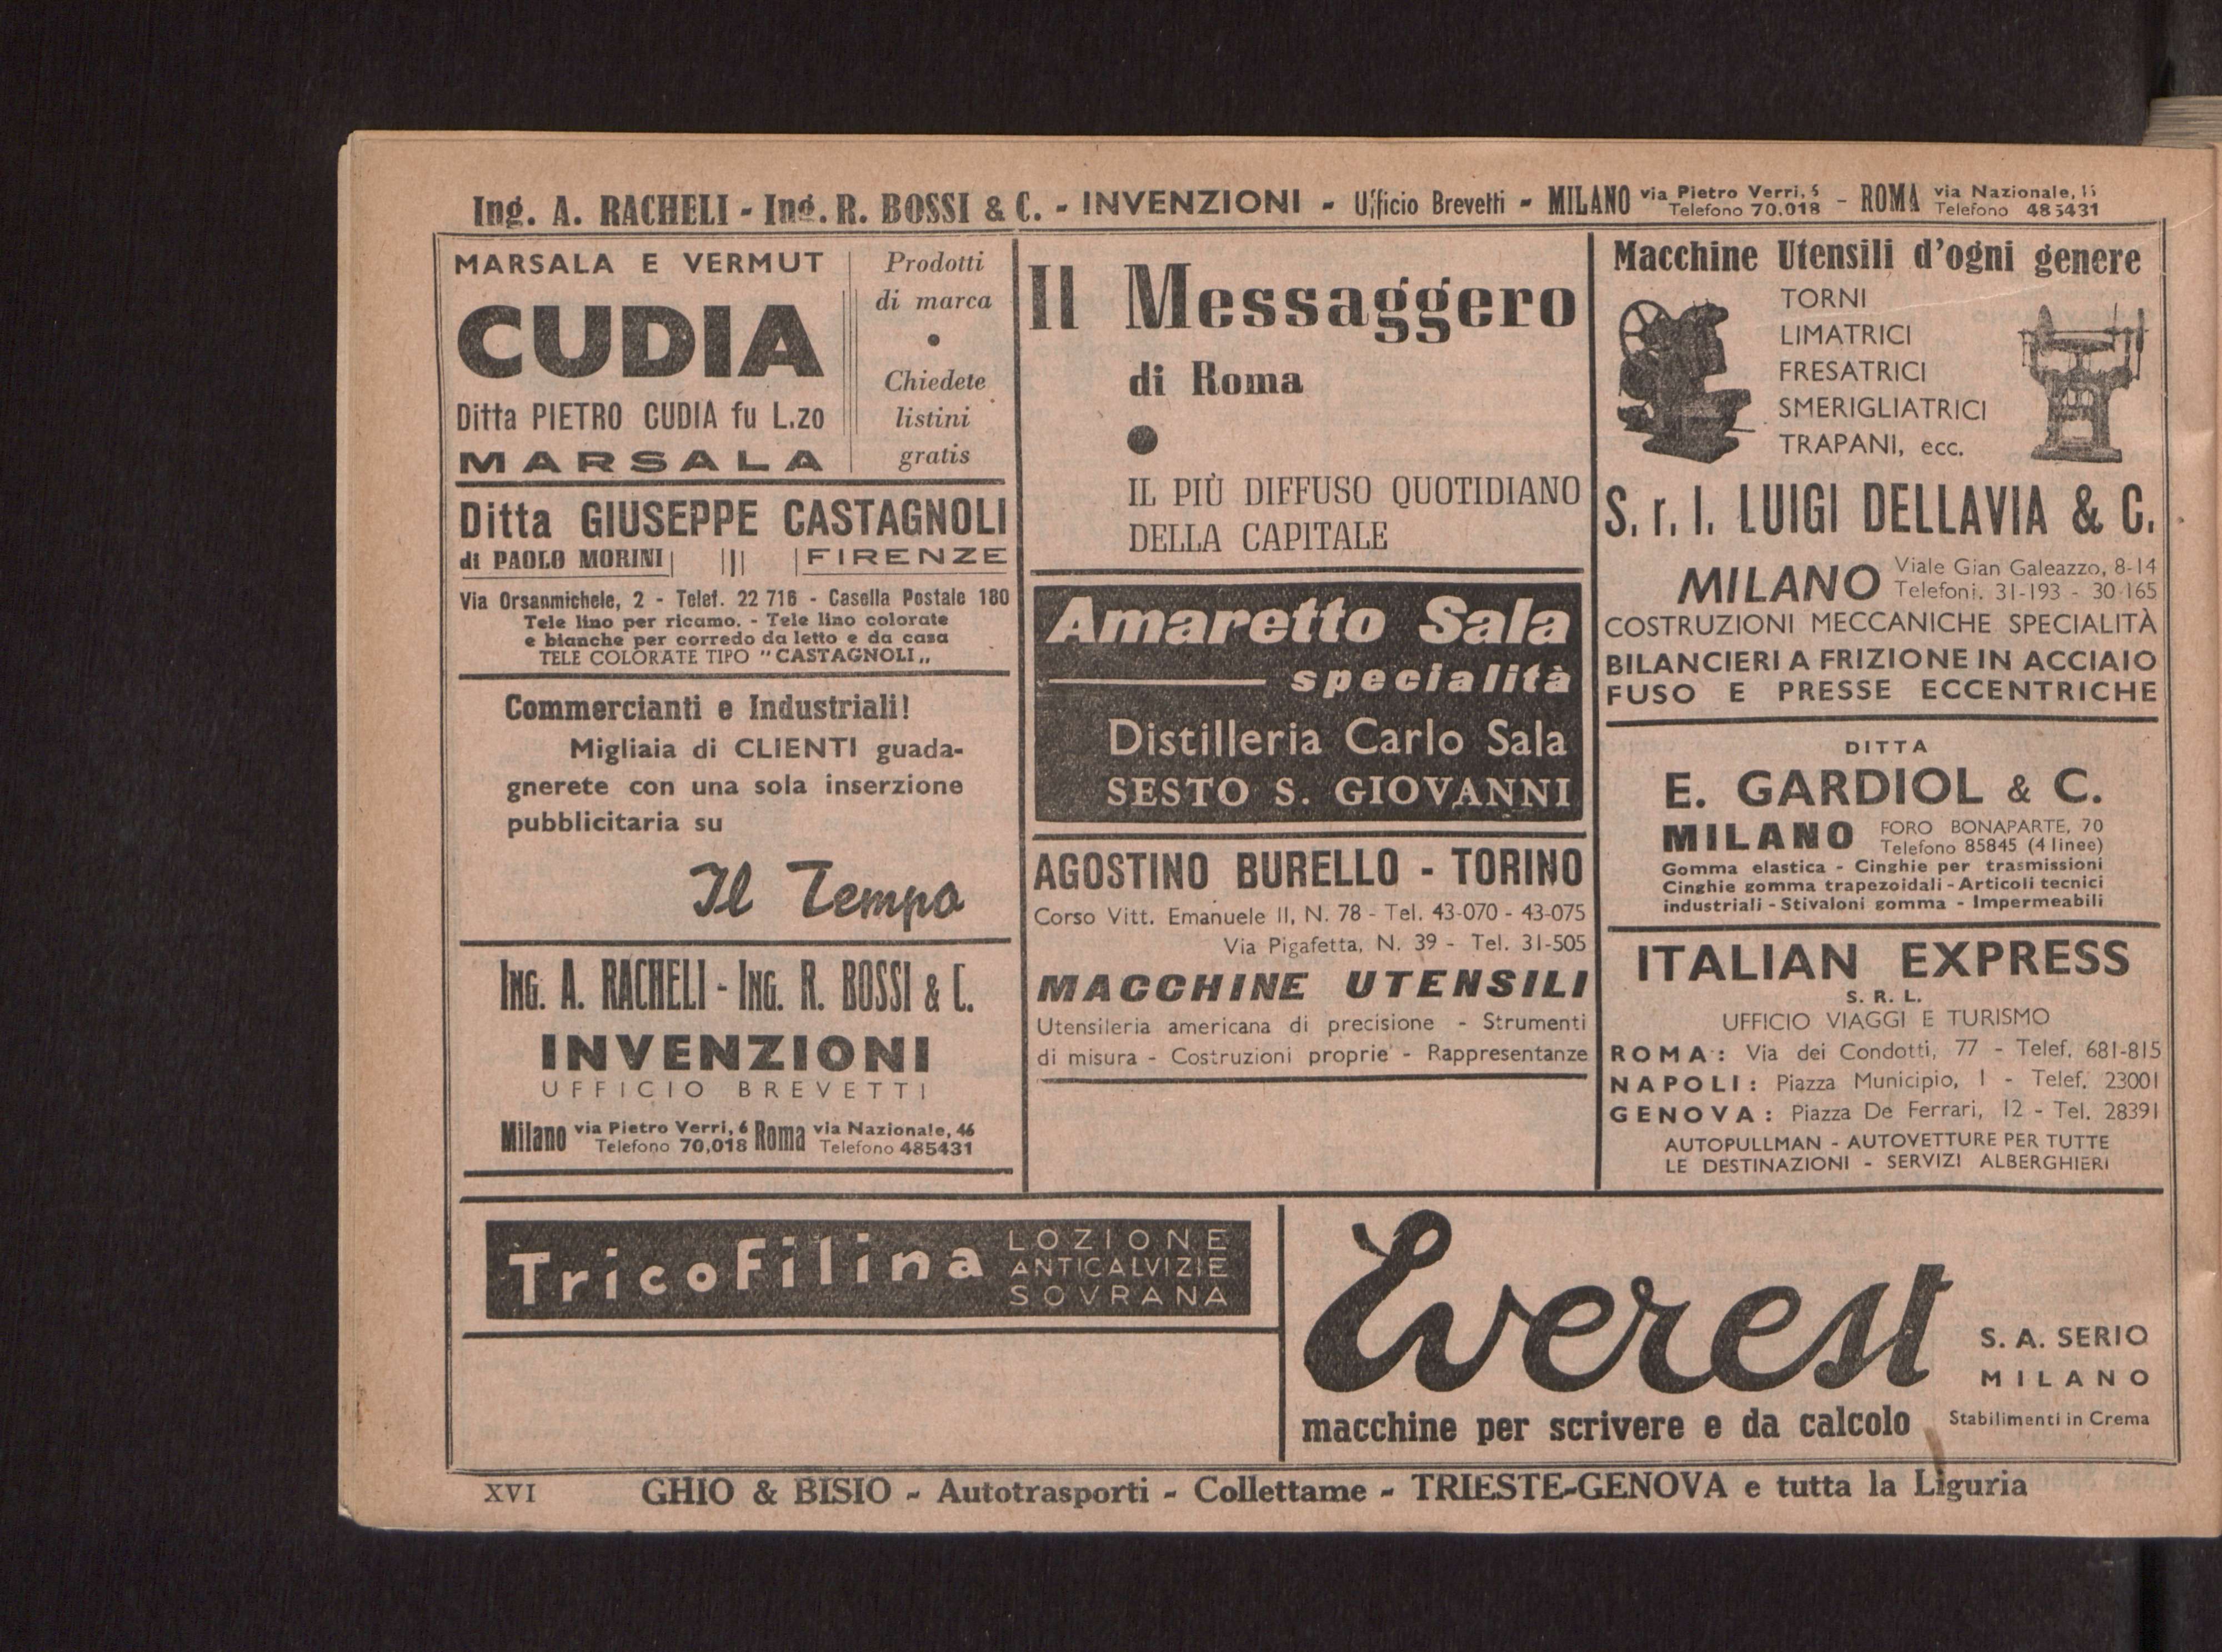 Ing. A. RACHELI - Ing. R. BOSSI & C. - INVENZIONI - Ufficio Brevetti - MILANO via Pietro Verri, Telefono 70.018 - ROMA via Nazionale, Telefono 485431
MARSALA E VERMUT
CUDIA
Ditta PIETRO CUDIA fu L.zo
MARSALA
Prodotti
di marca
•
Chiedete
listini
gratis
Ditta GIUSEPPE CASTAGNOLI
di PAOLO MORINI FIRENZE
Via Orsanmichele, 2 - Telef. 22 716 - Casella Postale 180
Tele lino per ricamo. - Tele lino colorate
e bianche per corredo da letto e da casa
TELE COLORATE TIPO "CASTAGNOLI„
Commercianti e Industriali!
Migliaia di CLIENTI guada-
gnerete con una sola inserzione
pubblicitaria su
Il Tempo
ING. A. RACHELI - ING. R. BOSSI & C.
INVENZIONI
UFFICIO BREVETTI
Milano via Pietro Verri, 6 Telefono 70,018 Roma via Nazionale, 46 Telefono 485431
Il Messaggero
di Roma
●
IL PIÙ DIFFUSO QUOTIDIANO
DELLA CAPITALE
Amaretto Sala
specialità
Distilleria Carlo Sala
SESTO S. GIOVANNI
AGOSTINO BURELLO - TORINO
Corso Vitt. Emanuele II, N. 78 - Tel. 43-070 - 43-075
Via Pigafetta, N. 39 - Tel. 31-505
MACCHINE UTENSILI
Utensileria americana di precisione - Strumenti
di misura - Costruzioni proprie - Rappresentanze
Macchine Utensili d'ogni genere
TORNI
LIMATRICI
FRESATRICI
SMERIGLIATRICI
TRAPANI, ecc.
S. r. l. LUIGI DELLAVIA & C.
MILANO Viale Gian Galeazzo, 8-14
Telefoni. 31-193 - 30-165
COSTRUZIONI MECCANICHE SPECIALITÀ
BILANCIERI A FRIZIONE IN ACCIAIO
FUSO E PRESSE ECCENTRICHE
DITTA
E. GARDIOL & C.
MILANO FORO BONAPARTE, 70
Telefono 85845 (4 linee)
Gomma elastica - Cinghie per trasmissioni
Cinghie gomma trapezoidali - Articoli tecnici
industriali - Stivaloni gomma - Impermeabili
ITALIAN EXPRESS
S. R. L.
UFFICIO VIAGGI E TURISMO
ROMA: Via dei Condotti, 77 - Telef. 681-815
NAPOLI: Piazza Municipio, 1 - Telef. 23001
GENOVA: Piazza De Ferrari, 12 - Tel. 28391
AUTOPULLMAN - AUTOVETTURE PER TUTTE
LE DESTINAZIONI - SERVIZI ALBERGHIERI
TricoFilina
LOZIONE
ANTICALVIZIE
SOVRANA
Everest
S. A. SERIO
MILANO
macchine per scrivere e da calcolo
Stabilimenti in Crema
XVI
GHIO & BISIO - Autotrasporti - Collettame - TRIESTE-GENOVA e tutta la Liguria